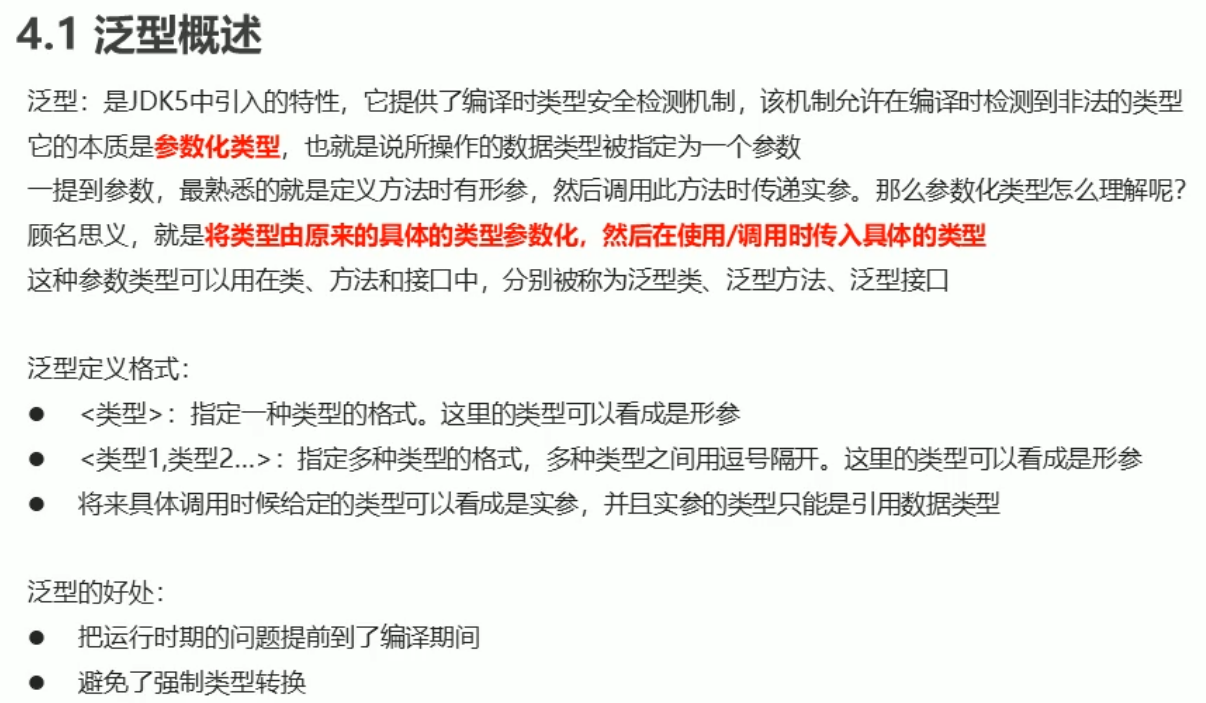 4.1 泛型概述
泛型：是JDK5中引入的特性，它提供了编译时类型安全检测机制，该机制允许在编译时检测到非法的类型
它的本质是参数化类型，也就是说所操作的数据类型被指定为一个参数
一提到参数，最熟悉的就是定义方法时有形参，然后调用此方法时传递实参。那么参数化类型怎么理解呢？
顾名思义，就是将类型由原来的具体的类型参数化，然后在使用/调用时传入具体的类型
这种参数类型可以用在类、方法和接口中，分别被称为泛型类、泛型方法、泛型接口
泛型定义格式：
● <类型>：指定一种类型的格式。这里的类型可以看成是形参
● <类型1,类型2…>：指定多种类型的格式，多种类型之间用逗号隔开。这里的类型可以看成是形参
● 将来具体调用时候给定的类型可以看成是实参，并且实参的类型只能是引用数据类型
泛型的好处：
● 把运行时期的问题提前到了编译期间
● 避免了强制类型转换